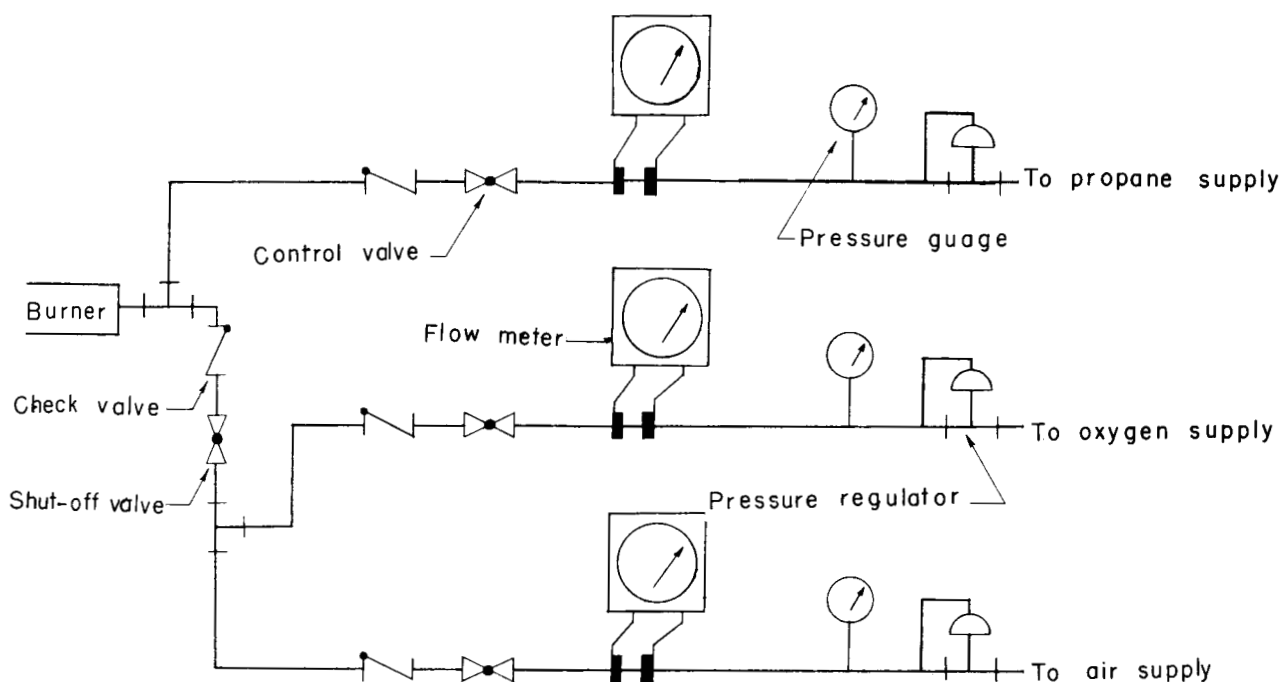 To propane supply
Control valve
Pressure guage
Burner
Flow meter
Check valve
To oxygen supply
Shut-off valve
Pressure regulator
To air supply